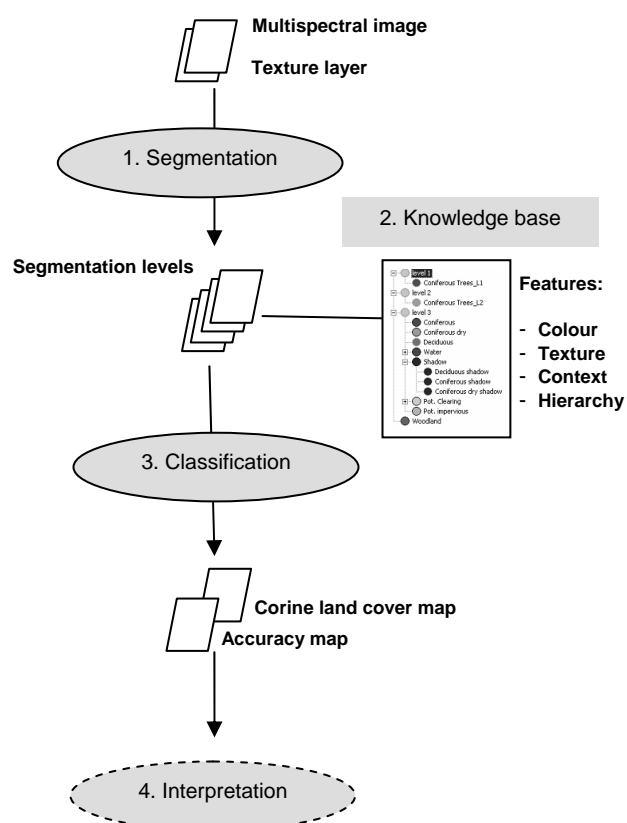 Multispectral image
Texture layer
1. Segmentation
2. Knowledge base
Segmentation levels
level 1
Coniferous Trees_L1
level 2
Coniferous Trees_L2
level 3
Coniferous
Coniferous dry
Deciduous
Water
Shadow
Deciduous shadow
Coniferous shadow
Coniferous dry shadow
Pot. Clearing
Pot. impervious
Woodland
Features:
- Colour
- Texture
- Context
- Hierarchy
3. Classification
Corine land cover map
Accuracy map
4. Interpretation